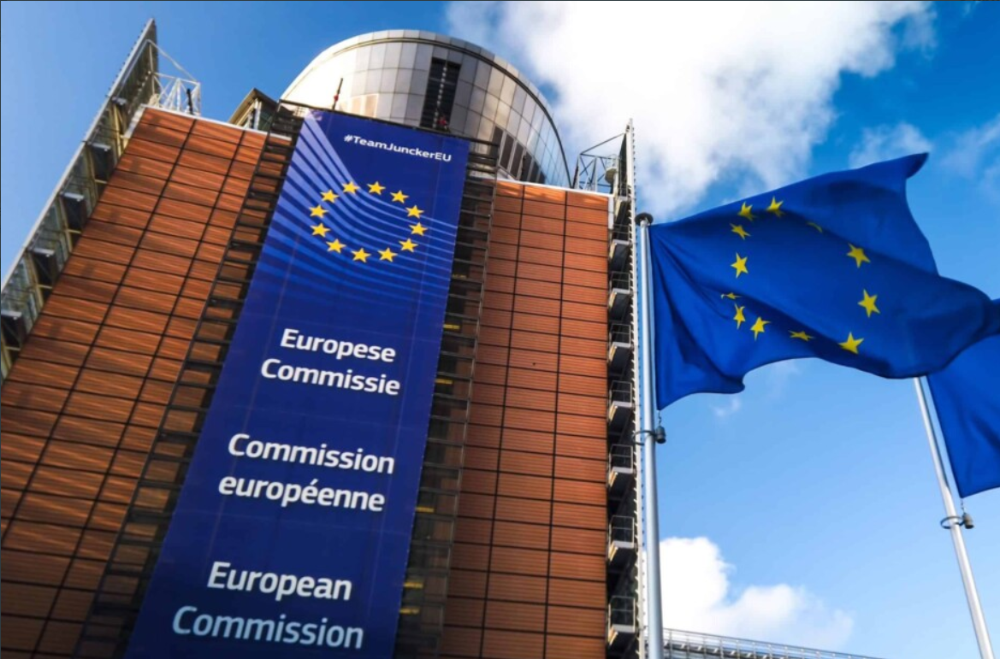 #TeamJunckerEU
Europese
Commissie
Commission
européenne
European
Commission